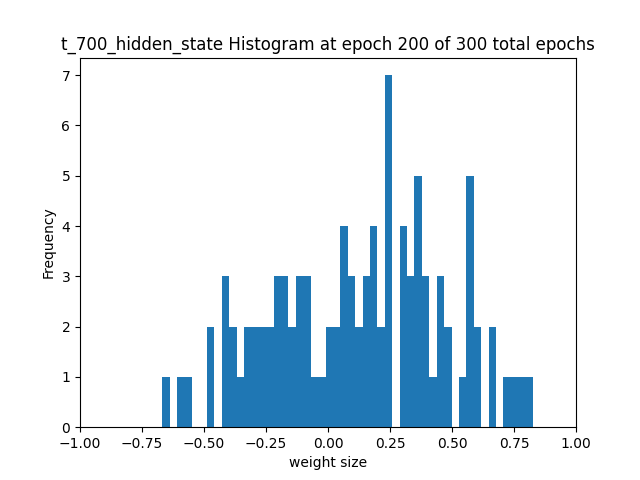 t_700_hidden_state Histogram at epoch 200 of 300 total epochs
7
6
5
4
3
2
1
0
Frequency
−1.00 −0.75 −0.50 −0.25 0.00 0.25 0.50 0.75 1.00
weight size